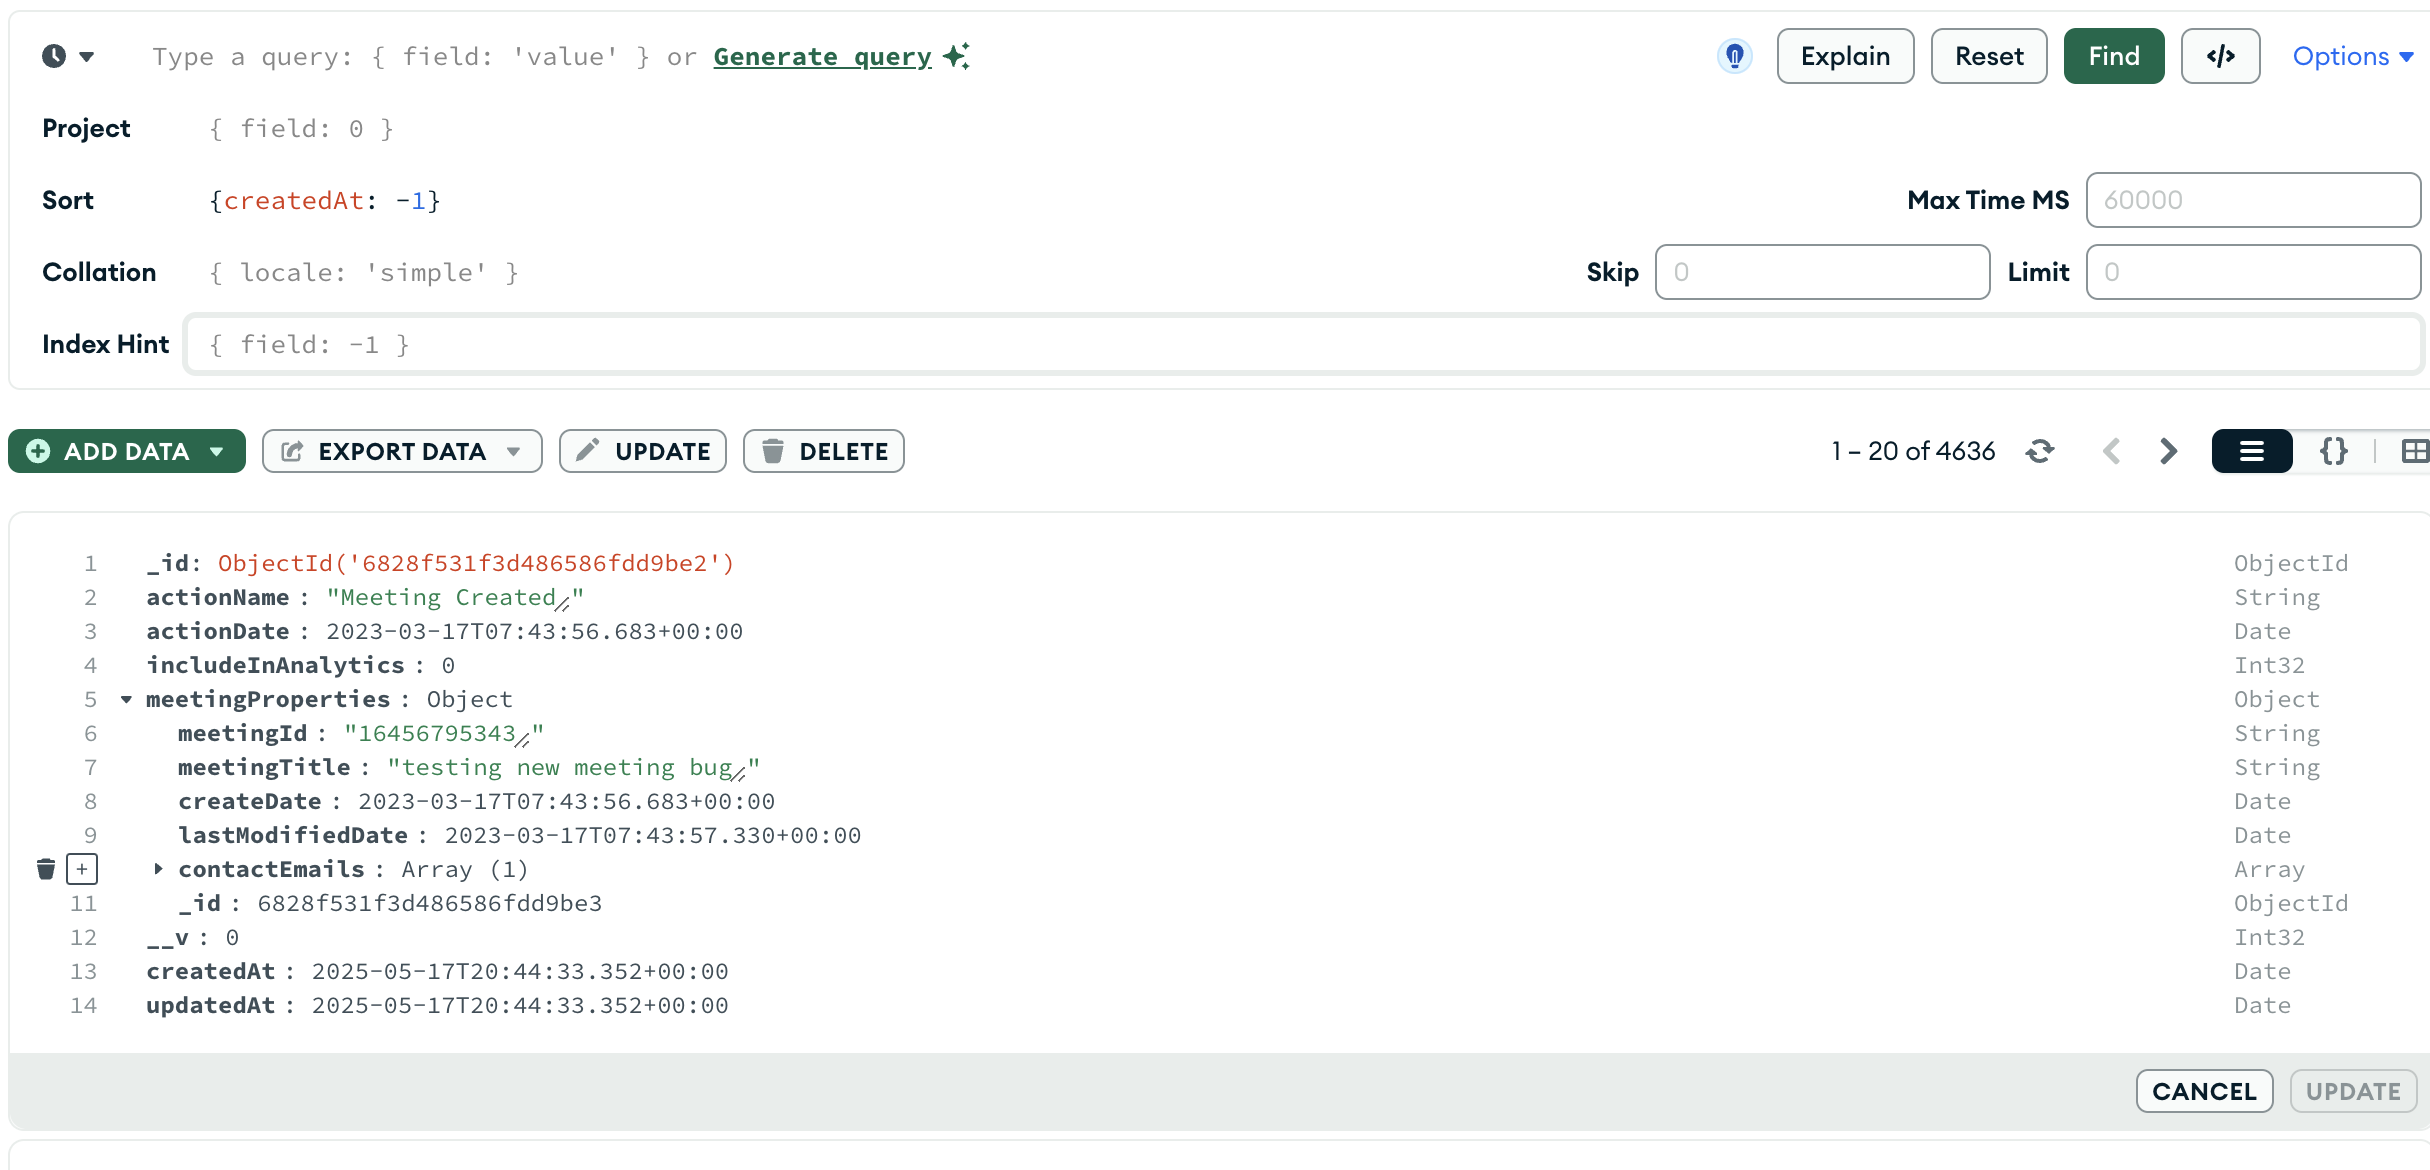 Type a query: { field: 'value' } or Generate query
Explain
Reset
Find
</>
Options
Project { field: 0 }
Sort {createdAt: -1}
Max Time MS 60000
Collation { locale: 'simple' }
Skip 0
Limit 0
Index Hint { field: -1 }
ADD DATA
EXPORT DATA
UPDATE
DELETE
1 – 20 of 4636
{}
1 _id: ObjectId('6828f531f3d486586fdd9be2') ObjectId
2 actionName : "Meeting Created" String
3 actionDate : 2023-03-17T07:43:56.683+00:00 Date
4 includeInAnalytics : 0 Int32
5 meetingProperties : Object Object
6 meetingId : "16456795343" String
7 meetingTitle : "testing new meeting bug" String
8 createDate : 2023-03-17T07:43:56.683+00:00 Date
9 lastModifiedDate : 2023-03-17T07:43:57.330+00:00 Date
+ contactEmails : Array (1) Array
11 _id : 6828f531f3d486586fdd9be3 ObjectId
12 __v : 0 Int32
13 createdAt : 2025-05-17T20:44:33.352+00:00 Date
14 updatedAt : 2025-05-17T20:44:33.352+00:00 Date
CANCEL
UPDATE